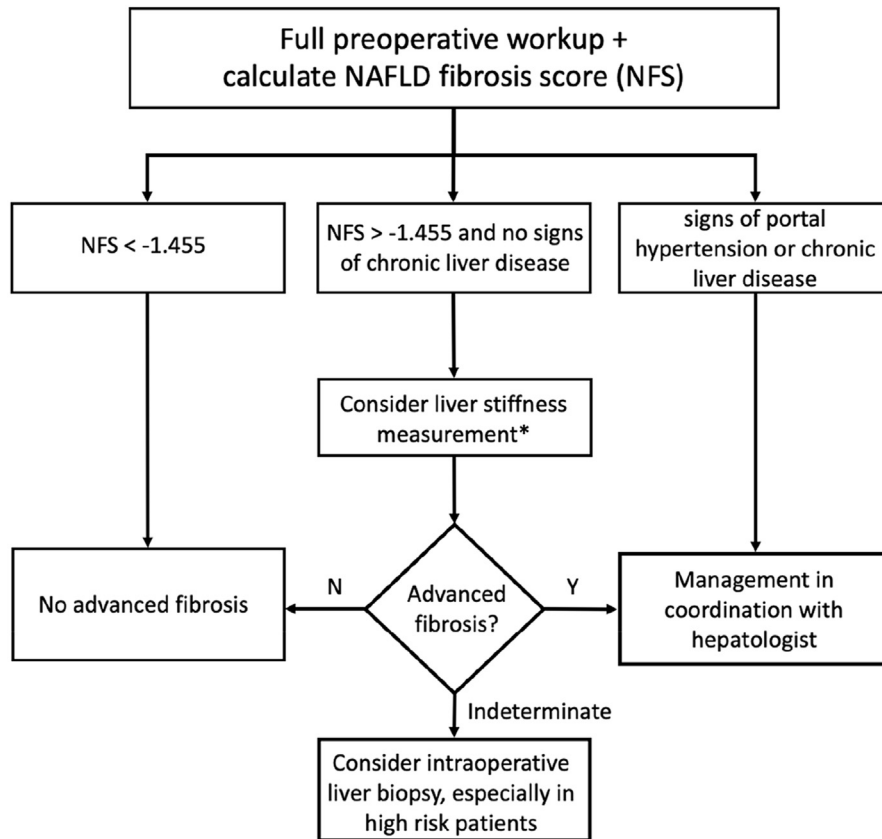 Full preoperative workup +
calculate NAFLD fibrosis score (NFS)
NFS < -1.455
NFS > -1.455 and no signs
of chronic liver disease
signs of portal
hypertension or chronic
liver disease
Consider liver stiffness
measurement*
No advanced fibrosis
N
Advanced
fibrosis?
Y
Management in
coordination with
hepatologist
Indeterminate
Consider intraoperative
liver biopsy, especially in
high risk patients